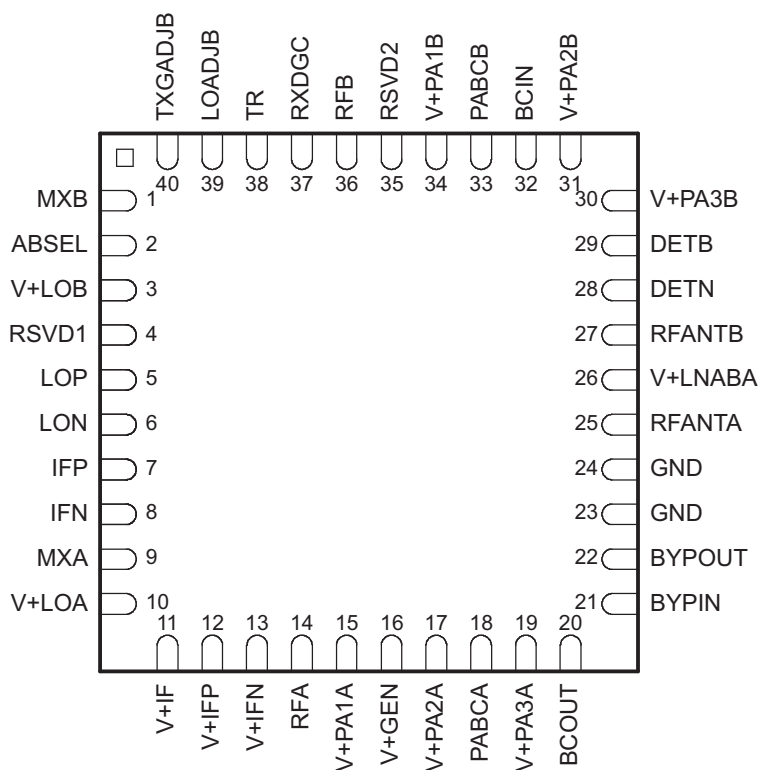 TXGADJB
LOADJB
TR
RXDGC
RFB
RSVD2
V+PA1B
PABCB
BCIN
V+PA2B
40 39 38 37 36 35 34 33 32 31
MXB 1
ABSEL 2
V+LOB 3
RSVD1 4
LOP 5
LON 6
IFP 7
IFN 8
MXA 9
V+LOA 10
30 V+PA3B
29 DETB
28 DETN
27 RFANTB
26 V+LNABA
25 RFANTA
24 GND
23 GND
22 BYPOUT
21 BYPIN
11 12 13 14 15 16 17 18 19 20
V+IF
V+IFP
V+IFN
RFA
V+PA1A
V+GEN
V+PA2A
PABCA
V+PA3A
BCOUT